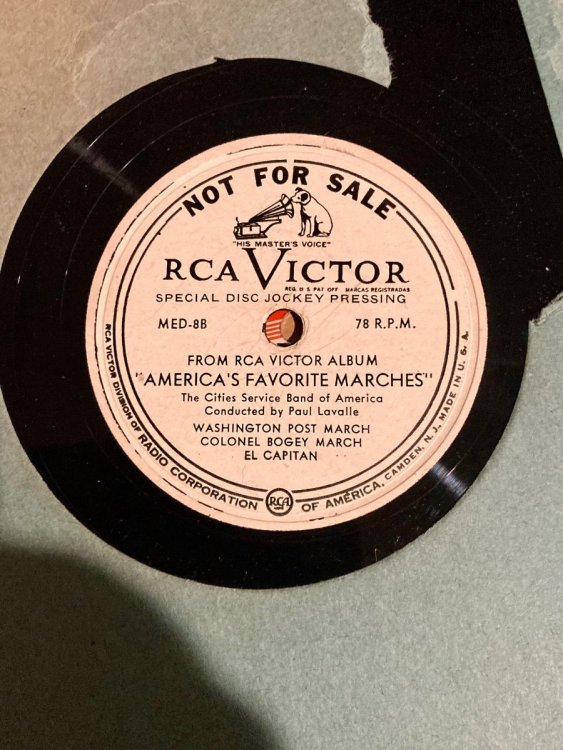 NOT FOR SALE
"HIS MASTER'S VOICE"
RCA VICTOR
REG. U S PAT OFF MARCAS REGISTRADAS
SPECIAL DISC JOCKEY PRESSING
MED-8B 78 R.P.M.
FROM RCA VICTOR ALBUM
"AMERICA'S FAVORITE MARCHES"
The Cities Service Band of America
Conducted by Paul Lavalle
WASHINGTON POST MARCH
COLONEL BOGEY MARCH
EL CAPITAN
RCA VICTOR DIVISION OF RADIO CORPORATION OF AMERICA, CAMDEN, N. J. MADE IN U. S. A.
RCA